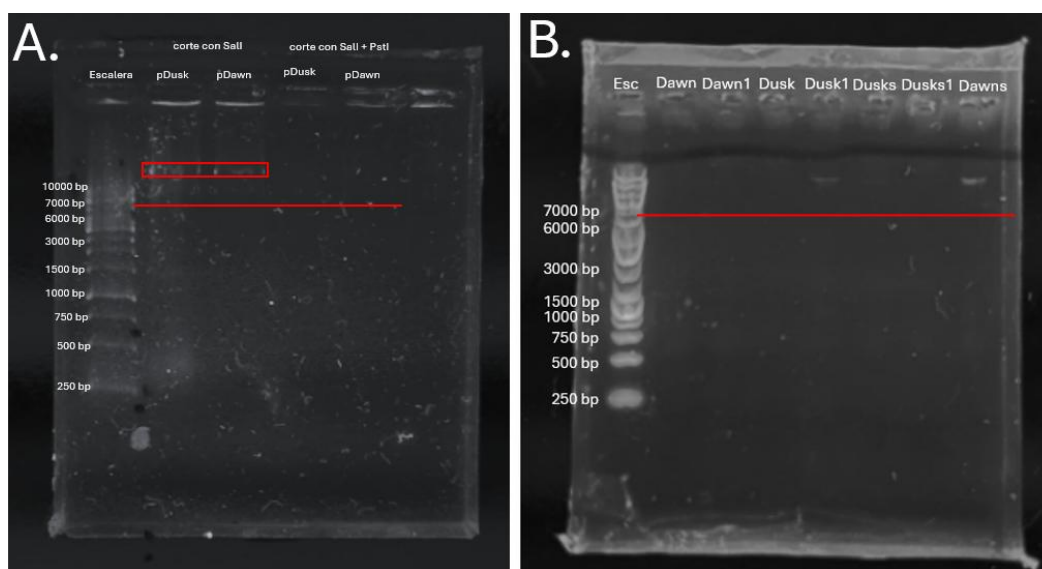 A.
corte con SalI
corte con SalI + PstI
Escalera
pDusk
pDawn
pDusk
pDawn
10000 bp
7000 bp
6000 bp
3000 bp
1500 bp
1000 bp
750 bp
500 bp
250 bp
B.
Esc
Dawn
Dawn1
Dusk
Dusk1
Dusks
Dusks1
Dawns
7000 bp
6000 bp
3000 bp
1500 bp
1000 bp
750 bp
500 bp
250 bp